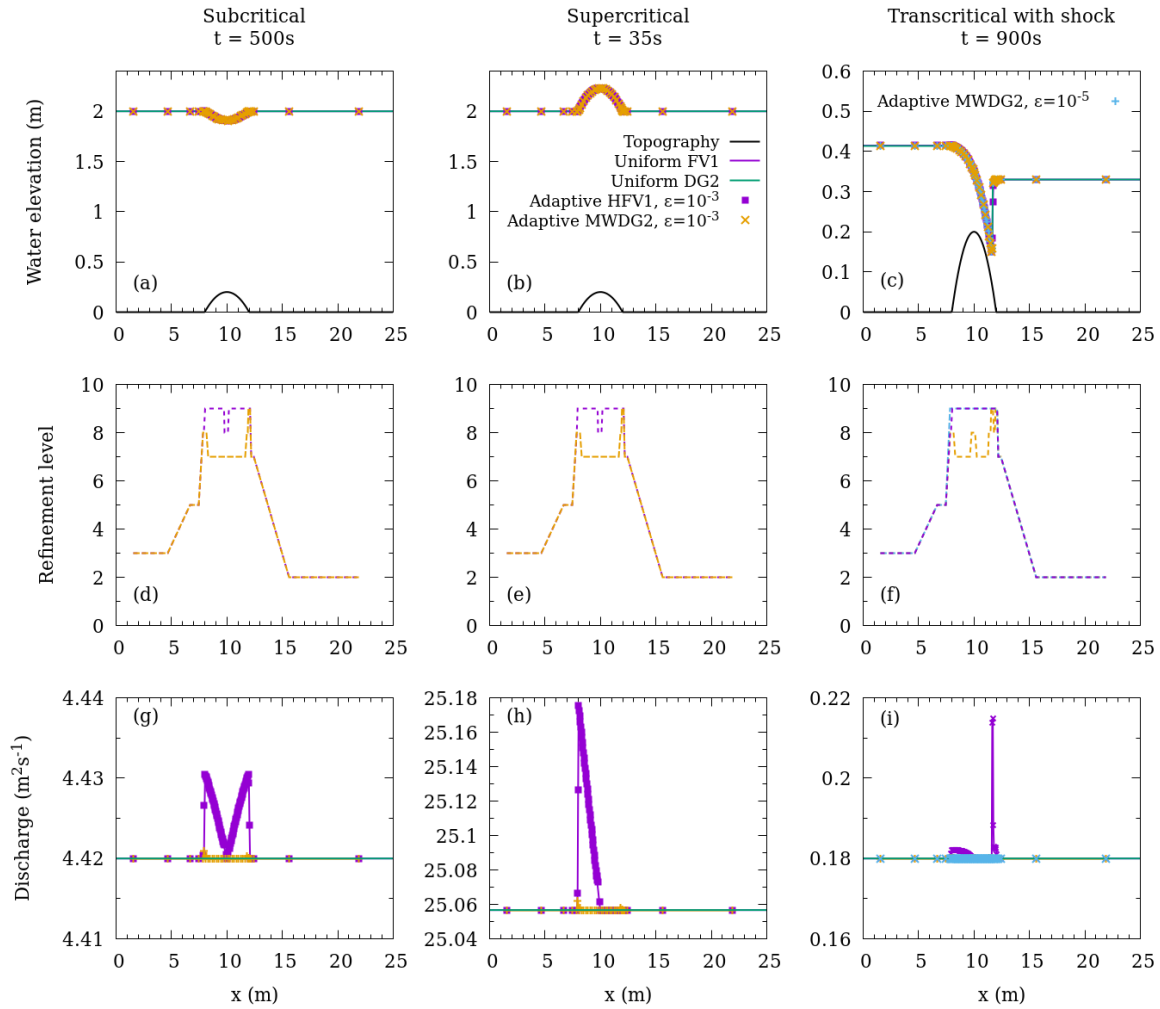 Subcritical
t = 500s
Supercritical
t = 35s
Transcritical with shock
t = 900s
Water elevation (m)
0
0.5
1
1.5
2
(a)
0 5 10 15 20 25
Topography
Uniform FV1
Uniform DG2
Adaptive HFV1, ε=10-3
Adaptive MWDG2, ε=10-3
0
0.5
1
1.5
2
(b)
0 5 10 15 20 25
Adaptive MWDG2, ε=10-5
0
0.1
0.2
0.3
0.4
0.5
0.6
(c)
0 5 10 15 20 25
Refinement level
0
2
4
6
8
10
(d)
0 5 10 15 20 25
0
2
4
6
8
10
(e)
0 5 10 15 20 25
0
2
4
6
8
10
(f)
0 5 10 15 20 25
Discharge (m2s-1)
4.41
4.42
4.43
4.44
(g)
0 5 10 15 20 25
x (m)
25.04
25.06
25.08
25.1
25.12
25.14
25.16
25.18
(h)
0 5 10 15 20 25
x (m)
0.16
0.18
0.2
0.22
(i)
0 5 10 15 20 25
x (m)